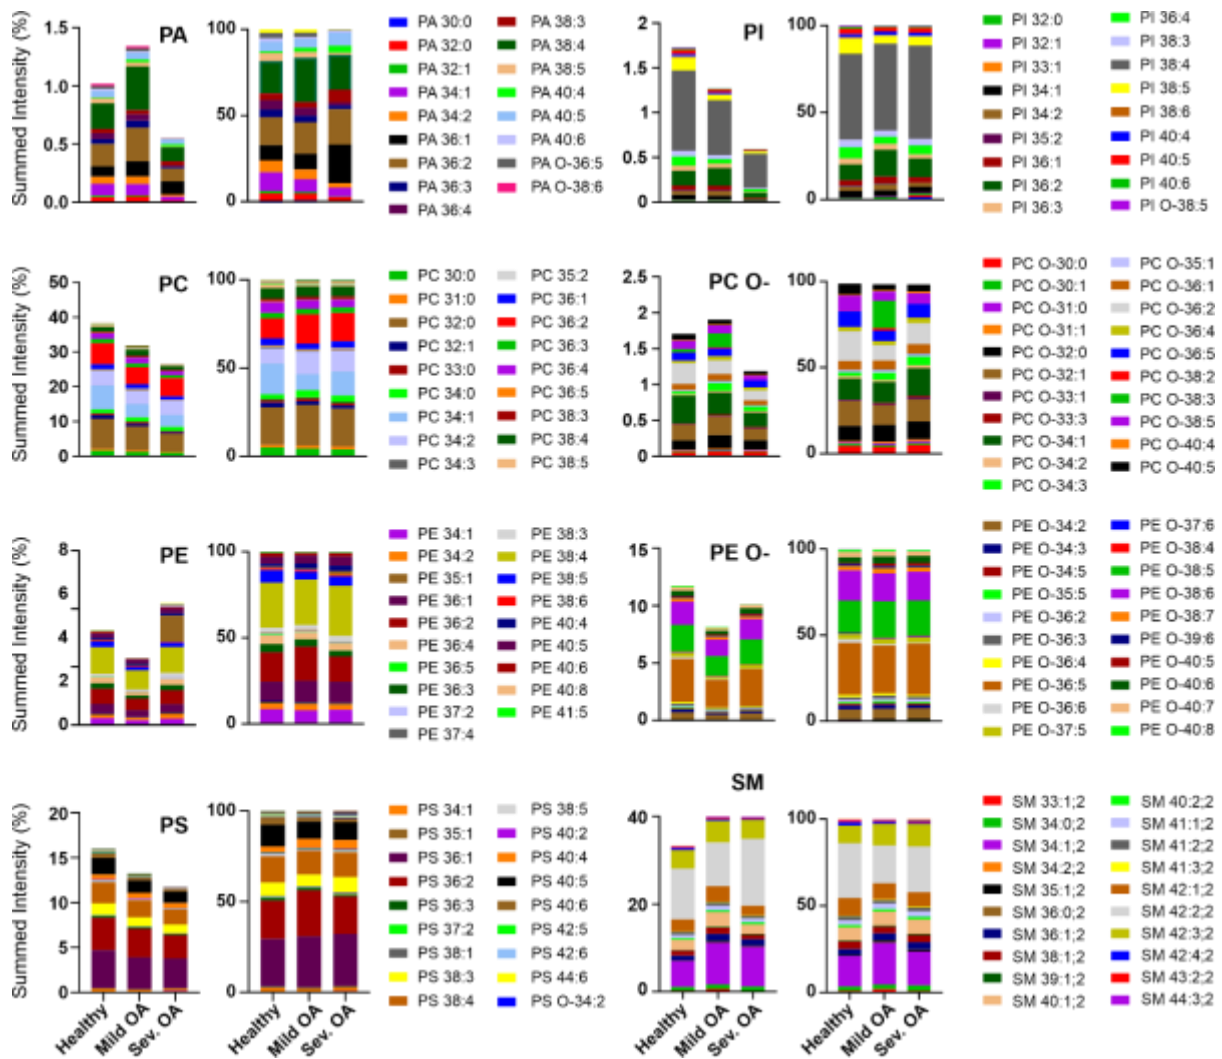 PA
Summed Intensity (%)
1.5
1.0
0.5
0.0
100
50
0
PA 30:0
PA 32:0
PA 32:1
PA 34:1
PA 34:2
PA 36:1
PA 36:2
PA 36:3
PA 36:4
PA 38:3
PA 38:4
PA 38:5
PA 40:4
PA 40:5
PA 40:6
PA O-36:5
PA O-38:6
PI
2
1.5
1
0.5
0
100
50
0
PI 32:0
PI 32:1
PI 33:1
PI 34:1
PI 34:2
PI 35:2
PI 36:1
PI 36:2
PI 36:3
PI 36:4
PI 38:3
PI 38:4
PI 38:5
PI 38:6
PI 40:4
PI 40:5
PI 40:6
PI O-38:5
PC
Summed Intensity (%)
50
40
30
20
10
0
100
50
0
PC 30:0
PC 31:0
PC 32:0
PC 32:1
PC 33:0
PC 34:0
PC 34:1
PC 34:2
PC 34:3
PC 35:2
PC 36:1
PC 36:2
PC 36:3
PC 36:4
PC 36:5
PC 38:3
PC 38:4
PC 38:5
PC O-
2.5
2
1.5
1
0.5
0
100
50
0
PC O-30:0
PC O-30:1
PC O-31:0
PC O-31:1
PC O-32:0
PC O-32:1
PC O-33:1
PC O-33:3
PC O-34:1
PC O-34:2
PC O-34:3
PC O-35:1
PC O-36:1
PC O-36:2
PC O-36:4
PC O-36:5
PC O-38:2
PC O-38:3
PC O-38:5
PC O-40:4
PC O-40:5
PE
Summed Intensity (%)
8
4
2
0
100
50
0
PE 34:1
PE 34:2
PE 35:1
PE 36:1
PE 36:2
PE 36:4
PE 36:5
PE 36:3
PE 37:2
PE 37:4
PE 38:3
PE 38:4
PE 38:5
PE 38:6
PE 40:4
PE 40:5
PE 40:6
PE 40:8
PE 41:5
PE O-
15
10
5
0
100
50
0
PE O-34:2
PE O-34:3
PE O-34:5
PE O-35:5
PE O-36:2
PE O-36:3
PE O-36:4
PE O-36:5
PE O-36:6
PE O-37:5
PE O-37:6
PE O-38:4
PE O-38:5
PE O-38:6
PE O-38:7
PE O-39:6
PE O-40:5
PE O-40:6
PE O-40:7
PE O-40:8
PS
Summed Intensity (%)
20
15
10
5
0
100
50
0
Healthy
Mild OA
Sev. OA
Healthy
Mild OA
Sev. OA
PS 34:1
PS 35:1
PS 36:1
PS 36:2
PS 36:3
PS 37:2
PS 38:1
PS 38:3
PS 38:4
PS 38:5
PS 40:2
PS 40:4
PS 40:5
PS 40:6
PS 42:5
PS 42:6
PS 44:6
PS O-34:2
SM
40
20
0
100
50
0
Healthy
Mild OA
Sev. OA
Healthy
Mild OA
Sev. OA
SM 33:1;2
SM 34:0;2
SM 34:1;2
SM 34:2;2
SM 35:1;2
SM 36:0;2
SM 36:1;2
SM 38:1;2
SM 39:1;2
SM 40:1;2
SM 40:2;2
SM 41:1;2
SM 41:2;2
SM 41:3;2
SM 42:1;2
SM 42:2;2
SM 42:3;2
SM 42:4;2
SM 43:2;2
SM 44:3;2